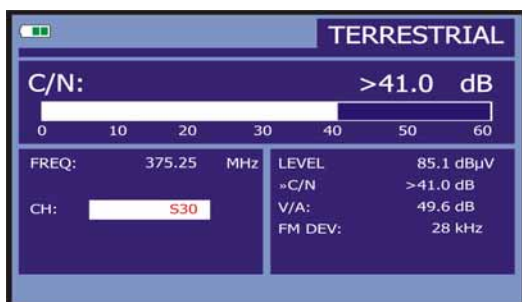 TERRESTRIAL
C/N: >41.0 dB
0 10 20 30 40 50 60
FREQ: 375.25 MHz
CH: S30
LEVEL 85.1 dBµV
»C/N >41.0 dB
V/A: 49.6 dB
FM DEV: 28 kHz